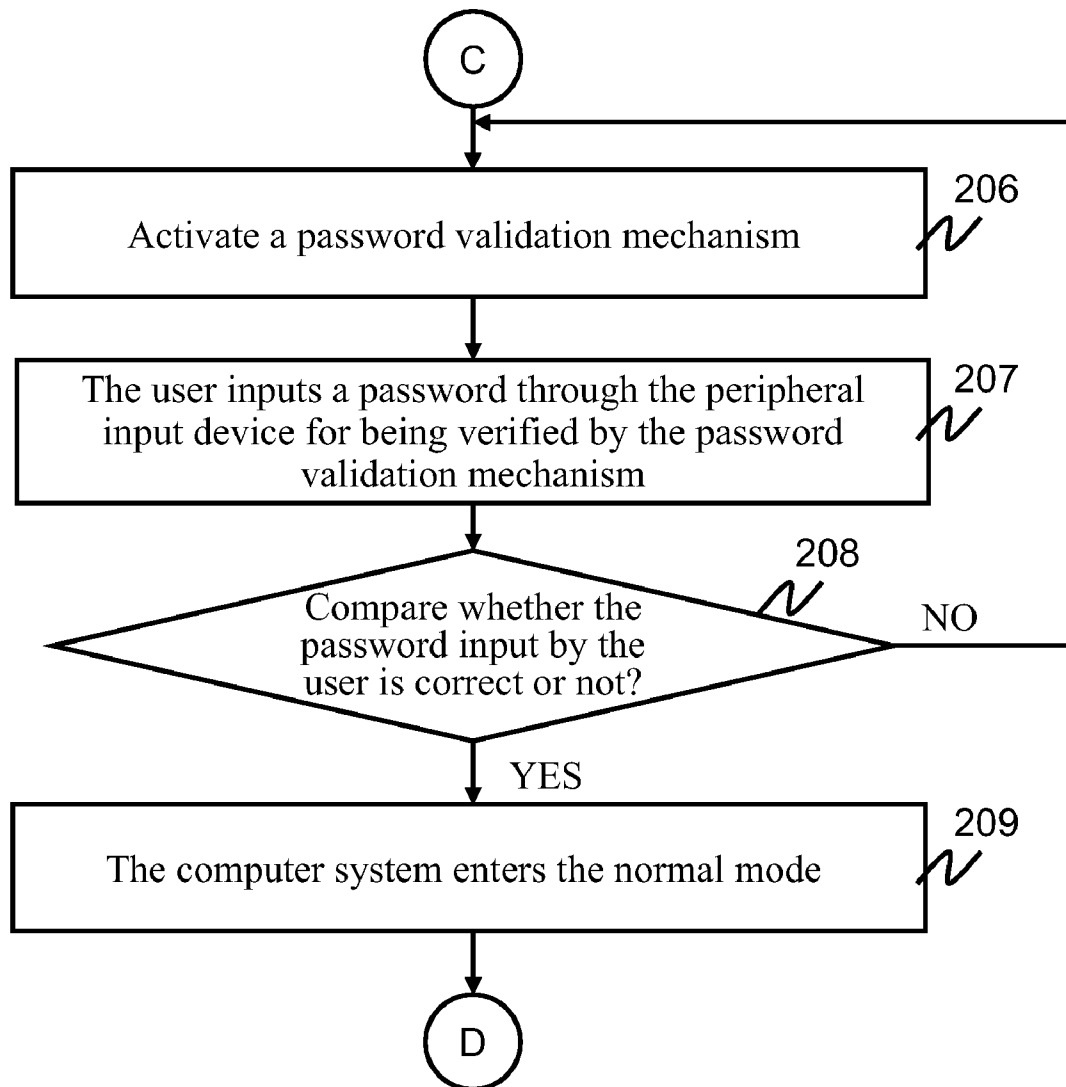 C
206
Activate a password validation mechanism
207
The user inputs a password through the peripheral
input device for being verified by the password
validation mechanism
208
Compare whether the
password input by the
user is correct or not?
NO
YES
209
The computer system enters the normal mode
D